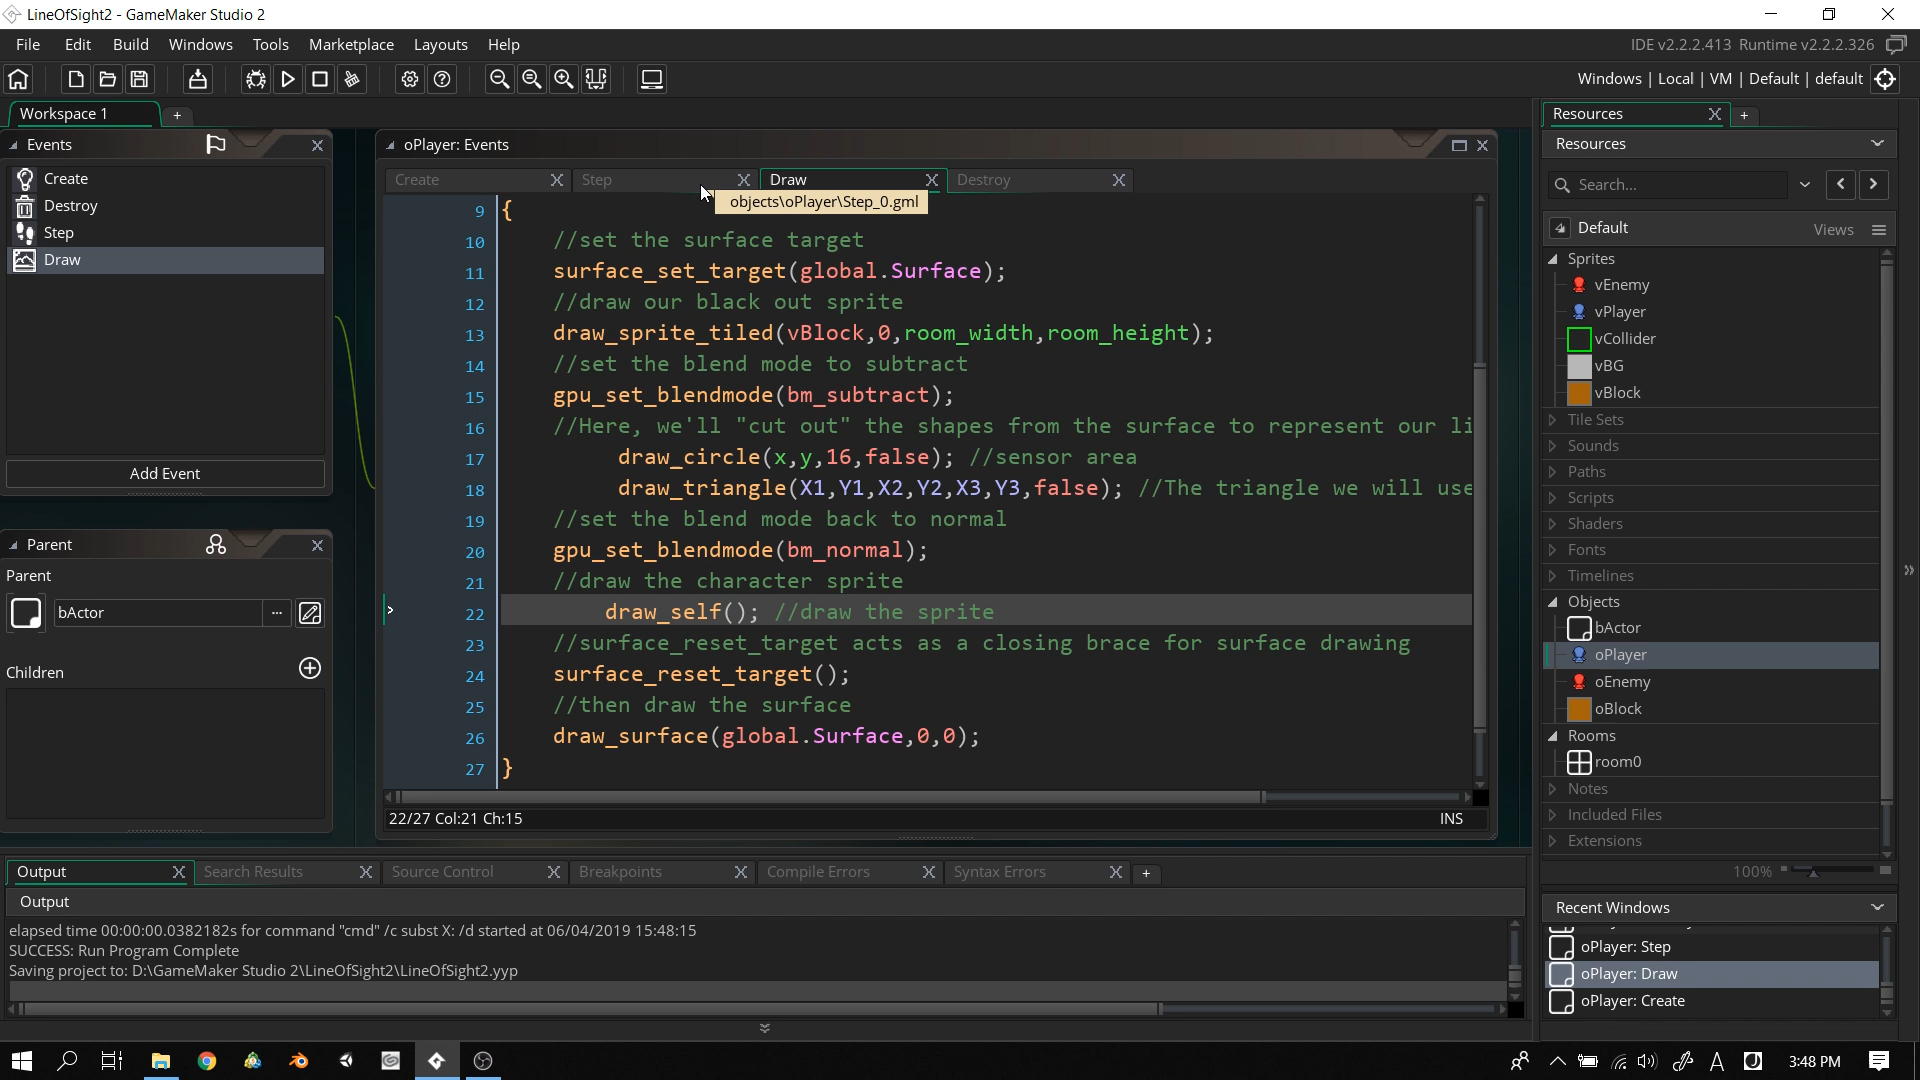 LineOfSight2 - GameMaker Studio 2
File Edit Build Windows Tools Marketplace Layouts Help
IDE v2.2.2.413 Runtime v2.2.2.326
Windows | Local | VM | Default | default
Workspace 1
+
Events
Create
Destroy
Step
Draw
Add Event
Parent
Parent
bActor
...
Children
oPlayer: Events
Create
Step
Draw
Destroy
objects\oPlayer\Step_0.gml
9 {
10 //set the surface target
11 surface_set_target(global.Surface);
12 //draw our black out sprite
13 draw_sprite_tiled(vBlock,0,room_width,room_height);
14 //set the blend mode to subtract
15 gpu_set_blendmode(bm_subtract);
16 //Here, we'll "cut out" the shapes from the surface to represent our li
17 draw_circle(x,y,16,false); //sensor area
18 draw_triangle(X1,Y1,X2,Y2,X3,Y3,false); //The triangle we will use
19 //set the blend mode back to normal
20 gpu_set_blendmode(bm_normal);
21 //draw the character sprite
22 draw_self(); //draw the sprite
23 //surface_reset_target acts as a closing brace for surface drawing
24 surface_reset_target();
25 //then draw the surface
26 draw_surface(global.Surface,0,0);
27 }
22/27 Col:21 Ch:15
INS
Output
Search Results
Source Control
Breakpoints
Compile Errors
Syntax Errors
+
Output
elapsed time 00:00:00.0382182s for command "cmd" /c subst X: /d started at 06/04/2019 15:48:15
SUCCESS: Run Program Complete
Saving project to: D:\GameMaker Studio 2\LineOfSight2\LineOfSight2.yyp
Resources
+
Resources
Search...
Default
Views
Sprites
vEnemy
vPlayer
vCollider
vBG
vBlock
Tile Sets
Sounds
Paths
Scripts
Shaders
Fonts
Timelines
Objects
bActor
oPlayer
oEnemy
oBlock
Rooms
room0
Notes
Included Files
Extensions
100%
Recent Windows
oPlayer: Step
oPlayer: Draw
oPlayer: Create
3:48 PM